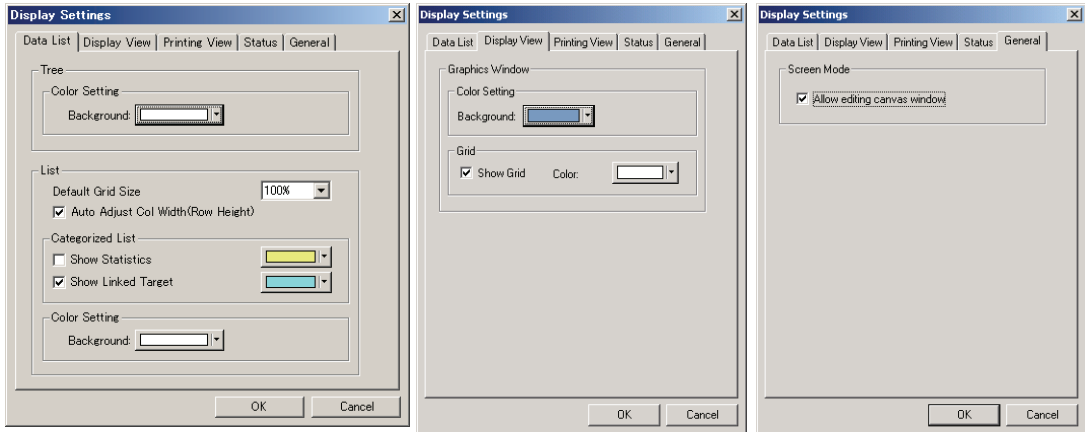 Display Settings
Data List
Display View
Printing View
Status
General
Tree
Color Setting
Background:
List
Default Grid Size
100%
Auto Adjust Col Width(Row Height)
Categorized List
Show Statistics
Show Linked Target
Color Setting
Background:
OK
Cancel
Display Settings
Data List
Display View
Printing View
Status
General
Graphics Window
Color Setting
Background:
Grid
Show Grid
Color:
OK
Cancel
Display Settings
Data List
Display View
Printing View
Status
General
Screen Mode
Allow editing canvas window
OK
Cancel